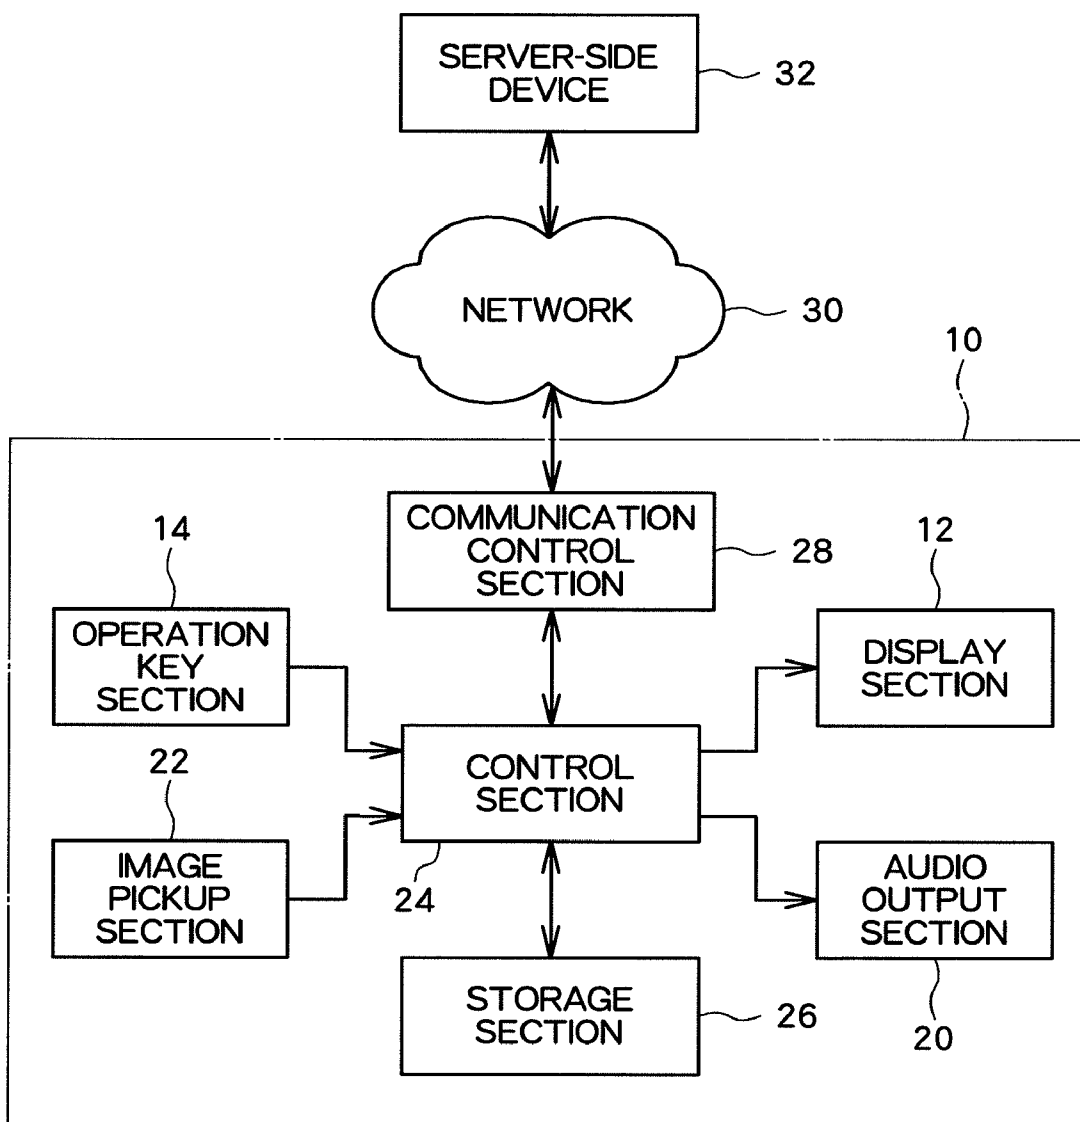 SERVER-SIDE
DEVICE
32
NETWORK
30
10
COMMUNICATION
CONTROL
SECTION
28
14
OPERATION
KEY
SECTION
12
DISPLAY
SECTION
CONTROL
SECTION
24
22
IMAGE
PICKUP
SECTION
AUDIO
OUTPUT
SECTION
20
STORAGE
SECTION
26